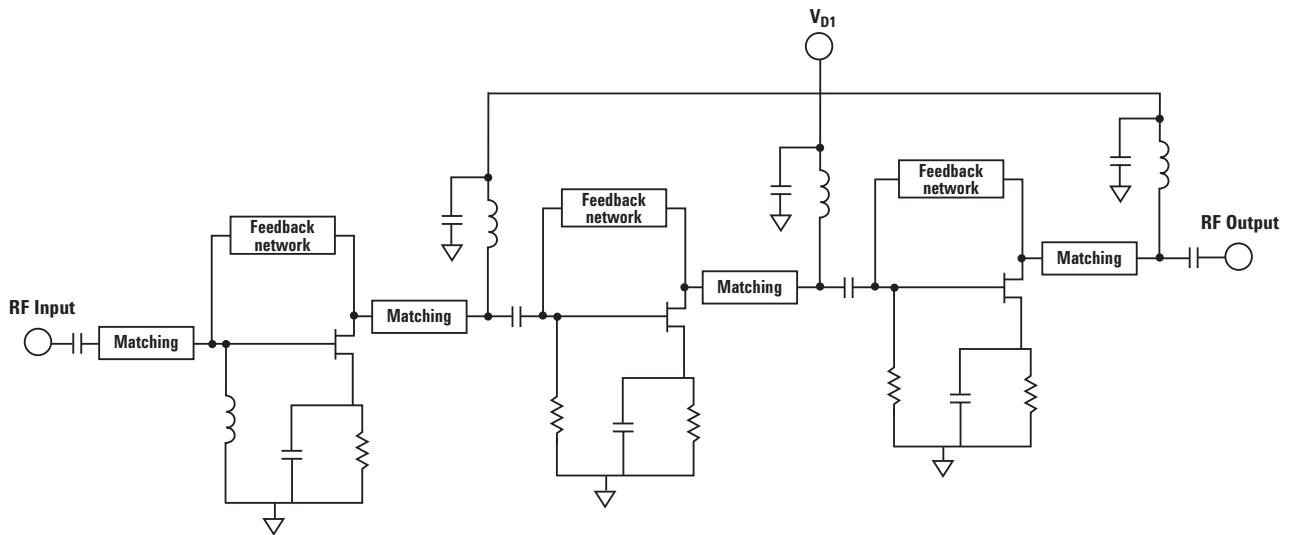 V_D1
Feedback
network
RF Output
Feedback
network
Matching
Feedback
network
Matching
RF Input
Matching
Matching